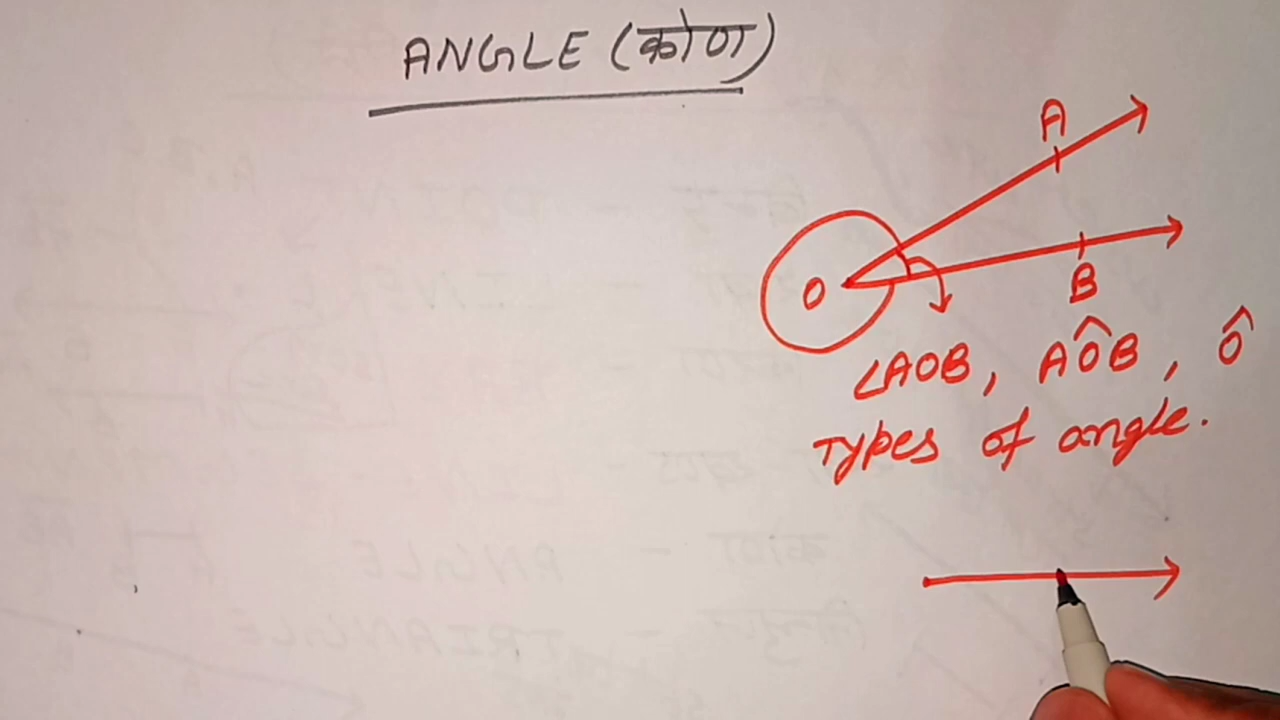 ANGLE (कोण)
A
B
O
∠AOB, AÔB, Ô
Types of angle.